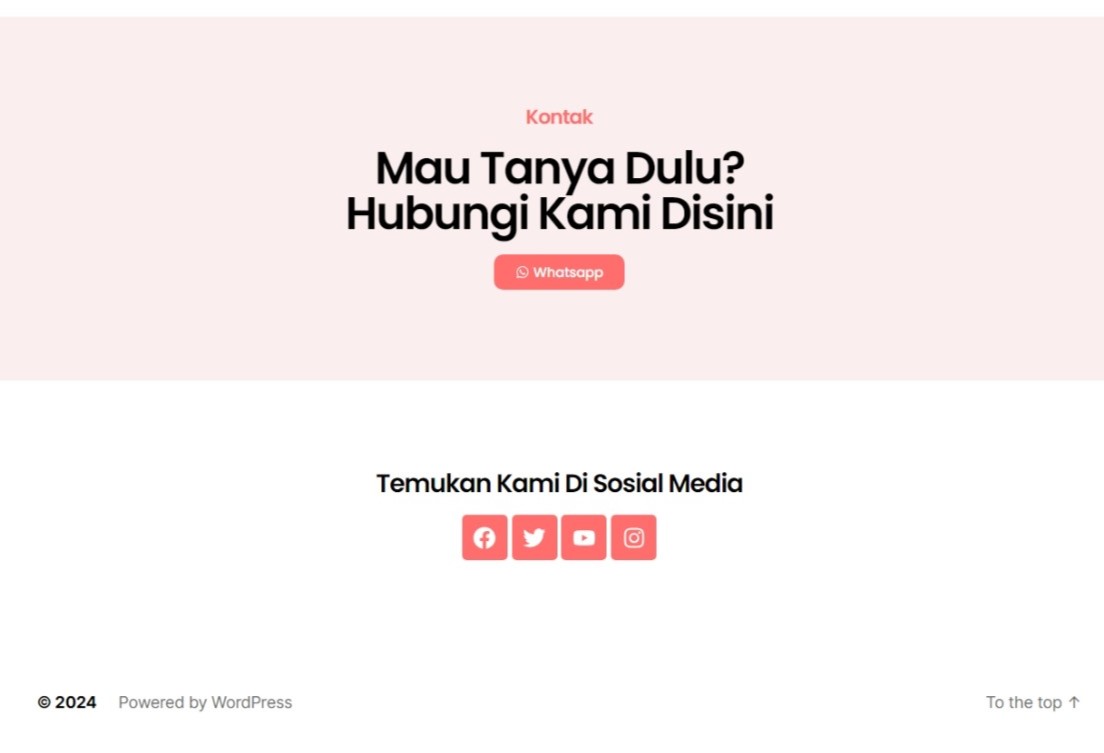 Kontak
Mau Tanya Dulu?
Hubungi Kami Disini
Whatsapp
Temukan Kami Di Sosial Media
© 2024 Powered by WordPress
To the top ↑